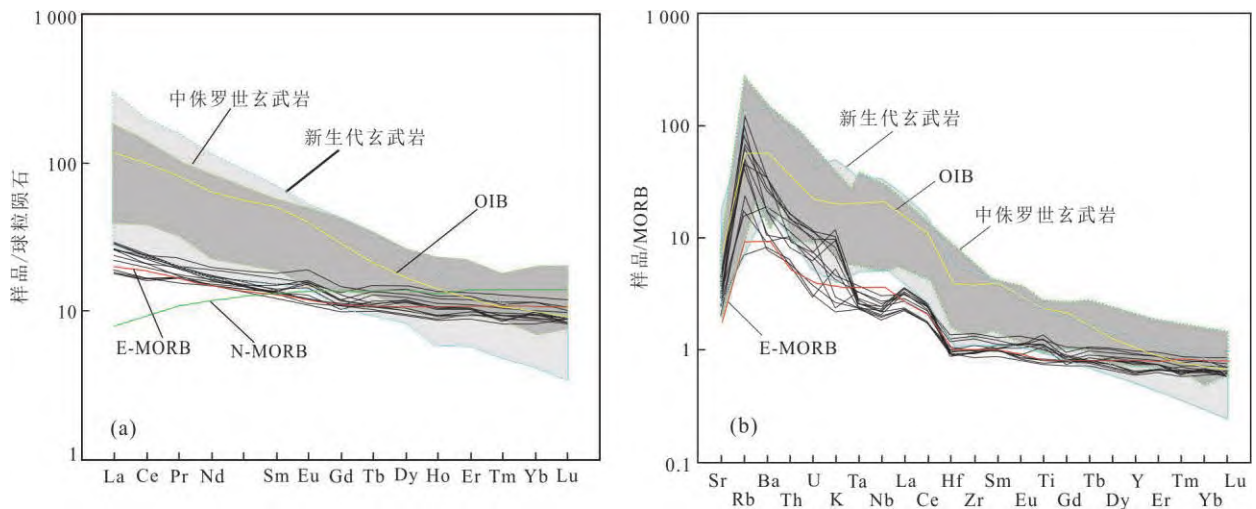 1 000
100
10
1
样品/球粒陨石
中侏罗世玄武岩
新生代玄武岩
OIB
E-MORB
N-MORB
(a)
La Ce Pr Nd Sm Eu Gd Tb Dy Ho Er Tm Yb Lu
1 000
100
10
1
0.1
样品/MORB
新生代玄武岩
OIB
中侏罗世玄武岩
E-MORB
(b)
Sr Ba U Ta La Hf Sm Ti Tb Y Tm Lu
Rb Th K Nb Ce Zr Eu Gd Dy Er Yb